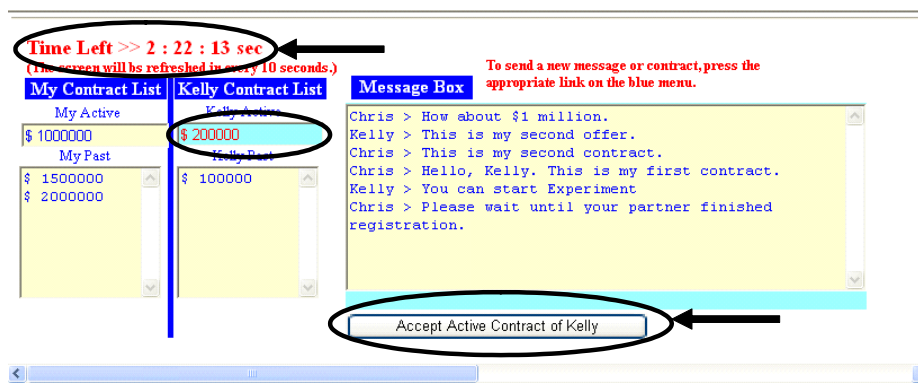 Time Left >> 2 : 22 : 13 sec
(The screen will bs refreshed in every 10 seconds.)
My Contract List
Kelly Contract List
My Active
Kelly Active
$ 1000000
$ 200000
My Past
Kelly Past
$ 1500000
$ 2000000
$ 100000
Message Box
To send a new message or contract, press the
appropriate link on the blue menu.
Chris > How about $1 million.
Kelly > This is my second offer.
Chris > This is my second contract.
Chris > Hello, Kelly. This is my first contract.
Kelly > You can start Experiment
Chris > Please wait until your partner finished
registration.
Accept Active Contract of Kelly